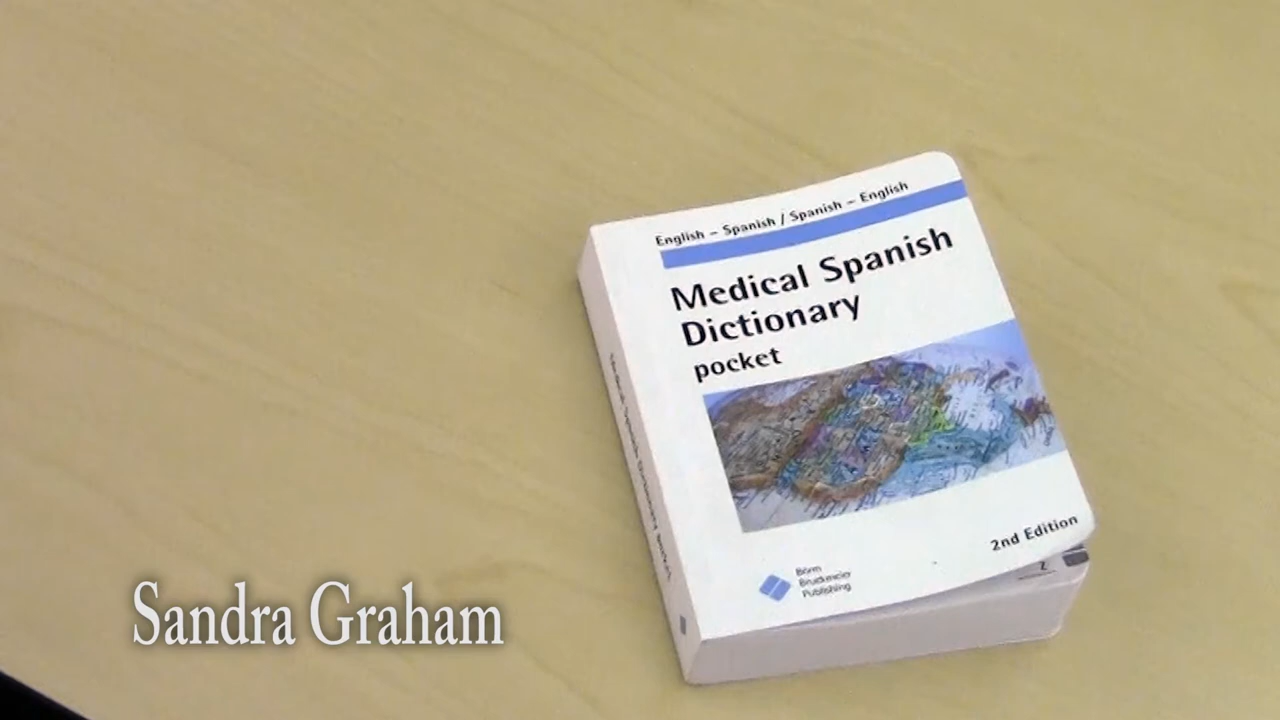 English – Spanish / Spanish – English
Medical Spanish
Dictionary
pocket
2nd Edition
Börm
Bruckmeier
Publishing
Sandra Graham